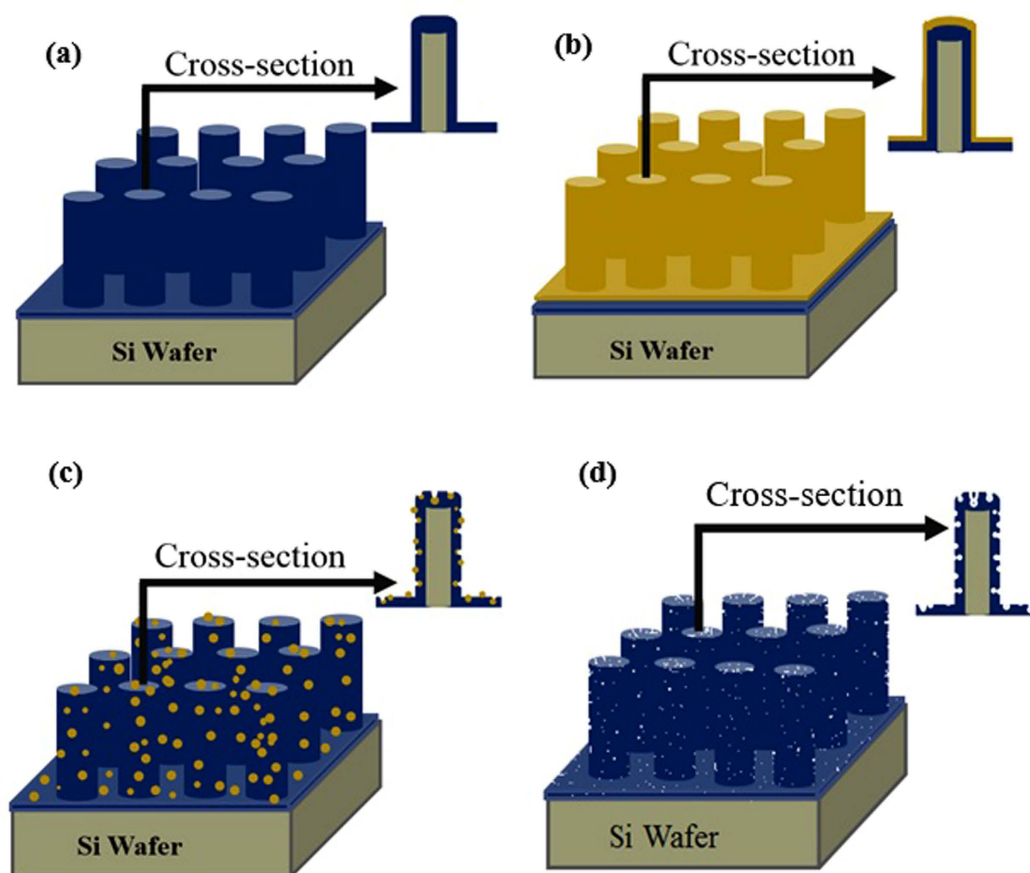 (a)
Cross-section
Si Wafer
(b)
Cross-section
Si Wafer
(c)
Cross-section
Si Wafer
(d)
Cross-section
Si Wafer